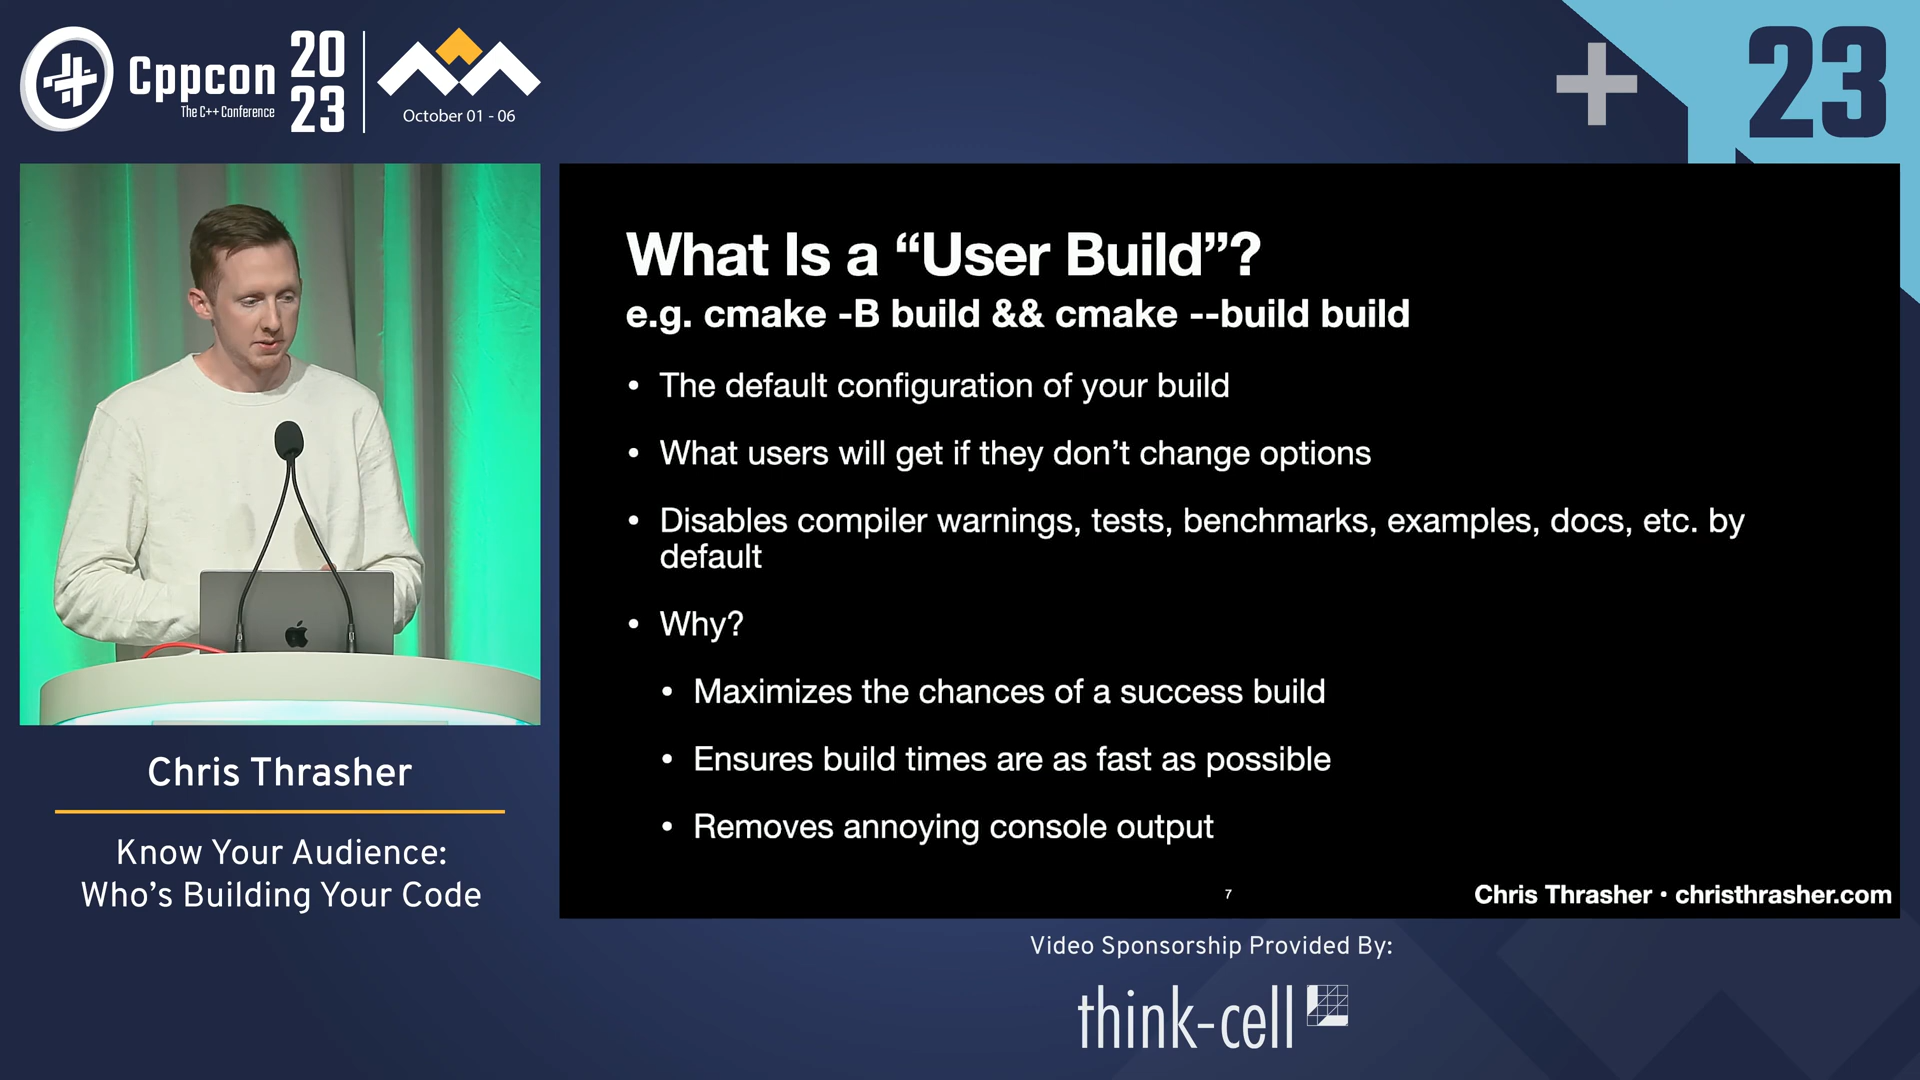 Cppcon
The C++ Conference
20
23
October 01 - 06
23
What Is a “User Build”?
e.g. cmake -B build && cmake --build build
• The default configuration of your build
• What users will get if they don’t change options
• Disables compiler warnings, tests, benchmarks, examples, docs, etc. by
default
• Why?
• Maximizes the chances of a success build
• Ensures build times are as fast as possible
• Removes annoying console output
7
Chris Thrasher • christhrasher.com
Chris Thrasher
Know Your Audience:
Who’s Building Your Code
Video Sponsorship Provided By:
think-cell